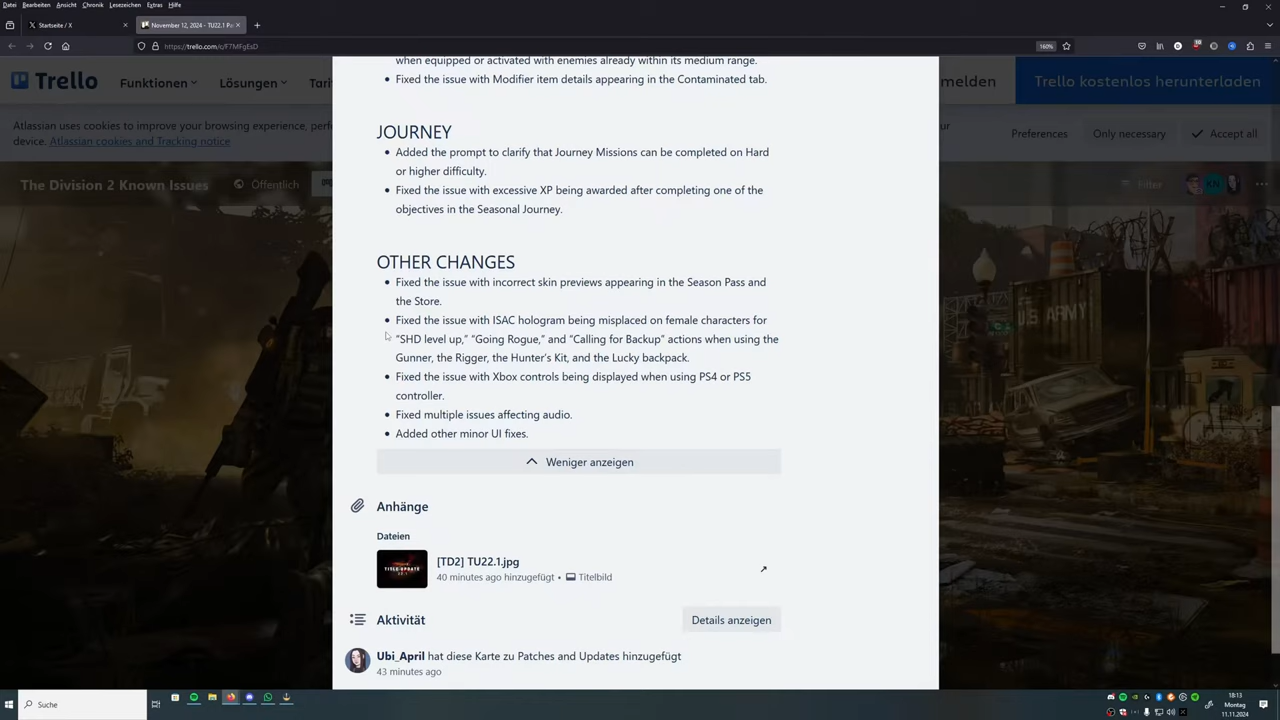 Datei Bearbeiten Ansicht Chronik Lesezeichen Extras Hilfe
Startseite / X
November 12, 2024 - TU22.1 Pa
https://trello.com/c/F7MFgEsD
160%
Trello
Funktionen
Lösungen
Tari
melden
Trello kostenlos herunterladen
Atlassian uses cookies to improve your browsing experience, perf
device. Atlassian cookies and Tracking notice
Preferences
Only necessary
Accept all
The Division 2 Known Issues
Öffentlich
Filter
KN
U.S. ARMY
when equipped or activated with enemies already within its medium range.
Fixed the issue with Modifier item details appearing in the Contaminated tab.
JOURNEY
Added the prompt to clarify that Journey Missions can be completed on Hard
or higher difficulty.
Fixed the issue with excessive XP being awarded after completing one of the
objectives in the Seasonal Journey.
OTHER CHANGES
Fixed the issue with incorrect skin previews appearing in the Season Pass and
the Store.
Fixed the issue with ISAC hologram being misplaced on female characters for
“SHD level up,” “Going Rogue,” and “Calling for Backup” actions when using the
Gunner, the Rigger, the Hunter’s Kit, and the Lucky backpack.
Fixed the issue with Xbox controls being displayed when using PS4 or PS5
controller.
Fixed multiple issues affecting audio.
Added other minor UI fixes.
Weniger anzeigen
Anhänge
Dateien
TITLE UPDATE
[TD2] TU22.1.jpg
40 minutes ago hinzugefügt • Titelbild
Aktivität
Details anzeigen
Ubi_April hat diese Karte zu Patches and Updates hinzugefügt
43 minutes ago
Suche
18:13
Montag
11.11.2024